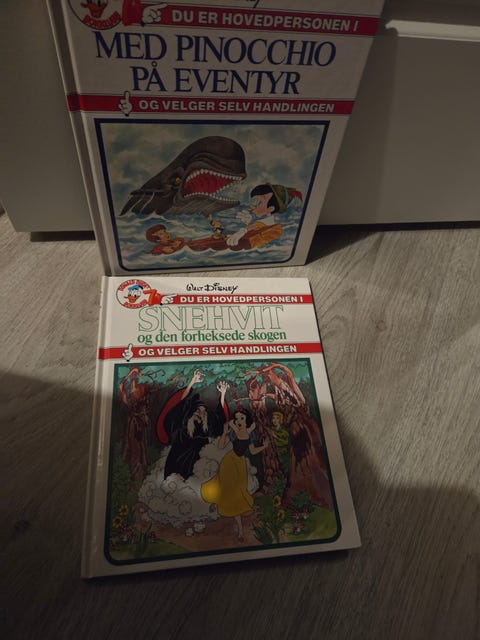 DU ER HOVEDPERSONEN I
MED PINOCCHIO
PÅ EVENTYR
OG VELGER SELV HANDLINGEN
WALT DISNEY
DU ER HOVEDPERSONEN I
SNEHVIT
og den forheksede skogen
OG VELGER SELV HANDLINGEN